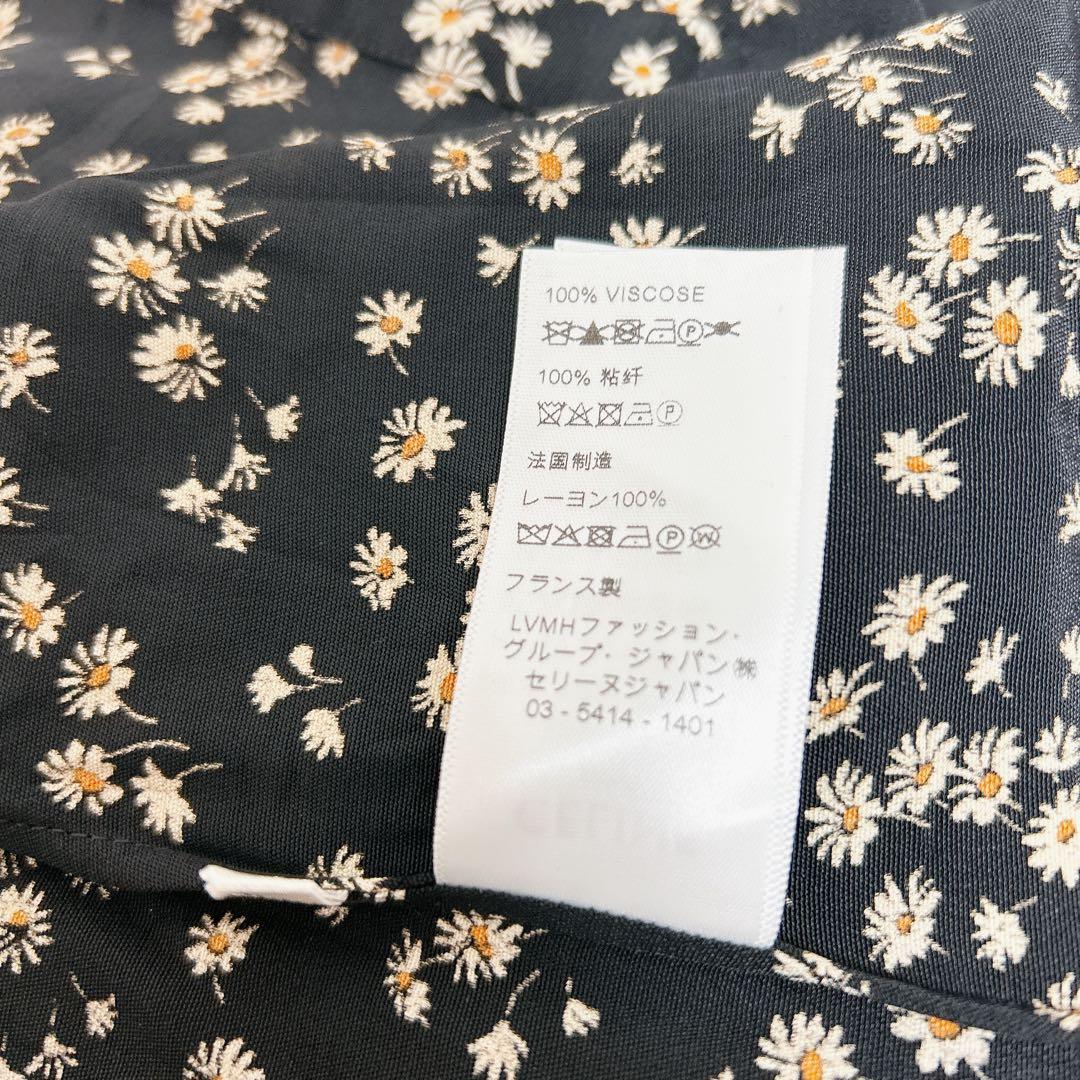 100% VISCOSE
100% 粘纤
法国制造
レーヨン100%
フランス製
LVMHファッション・
グループ・ジャパン㈱
セリーヌジャパン
03 - 5414 - 1401